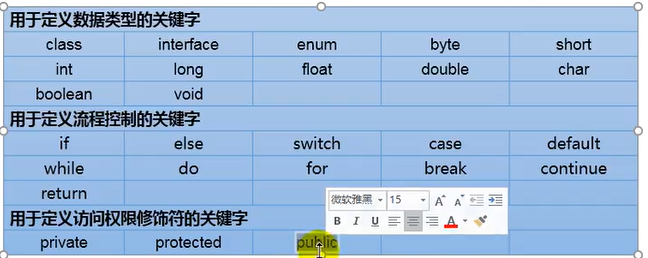 用于定义数据类型的关键字
class interface enum byte short
int long float double char
boolean void
用于定义流程控制的关键字
if else switch case default
while do for break continue
return
微软雅黑 15 A A
B I U A
用于定义访问权限修饰符的关键字
private protected public